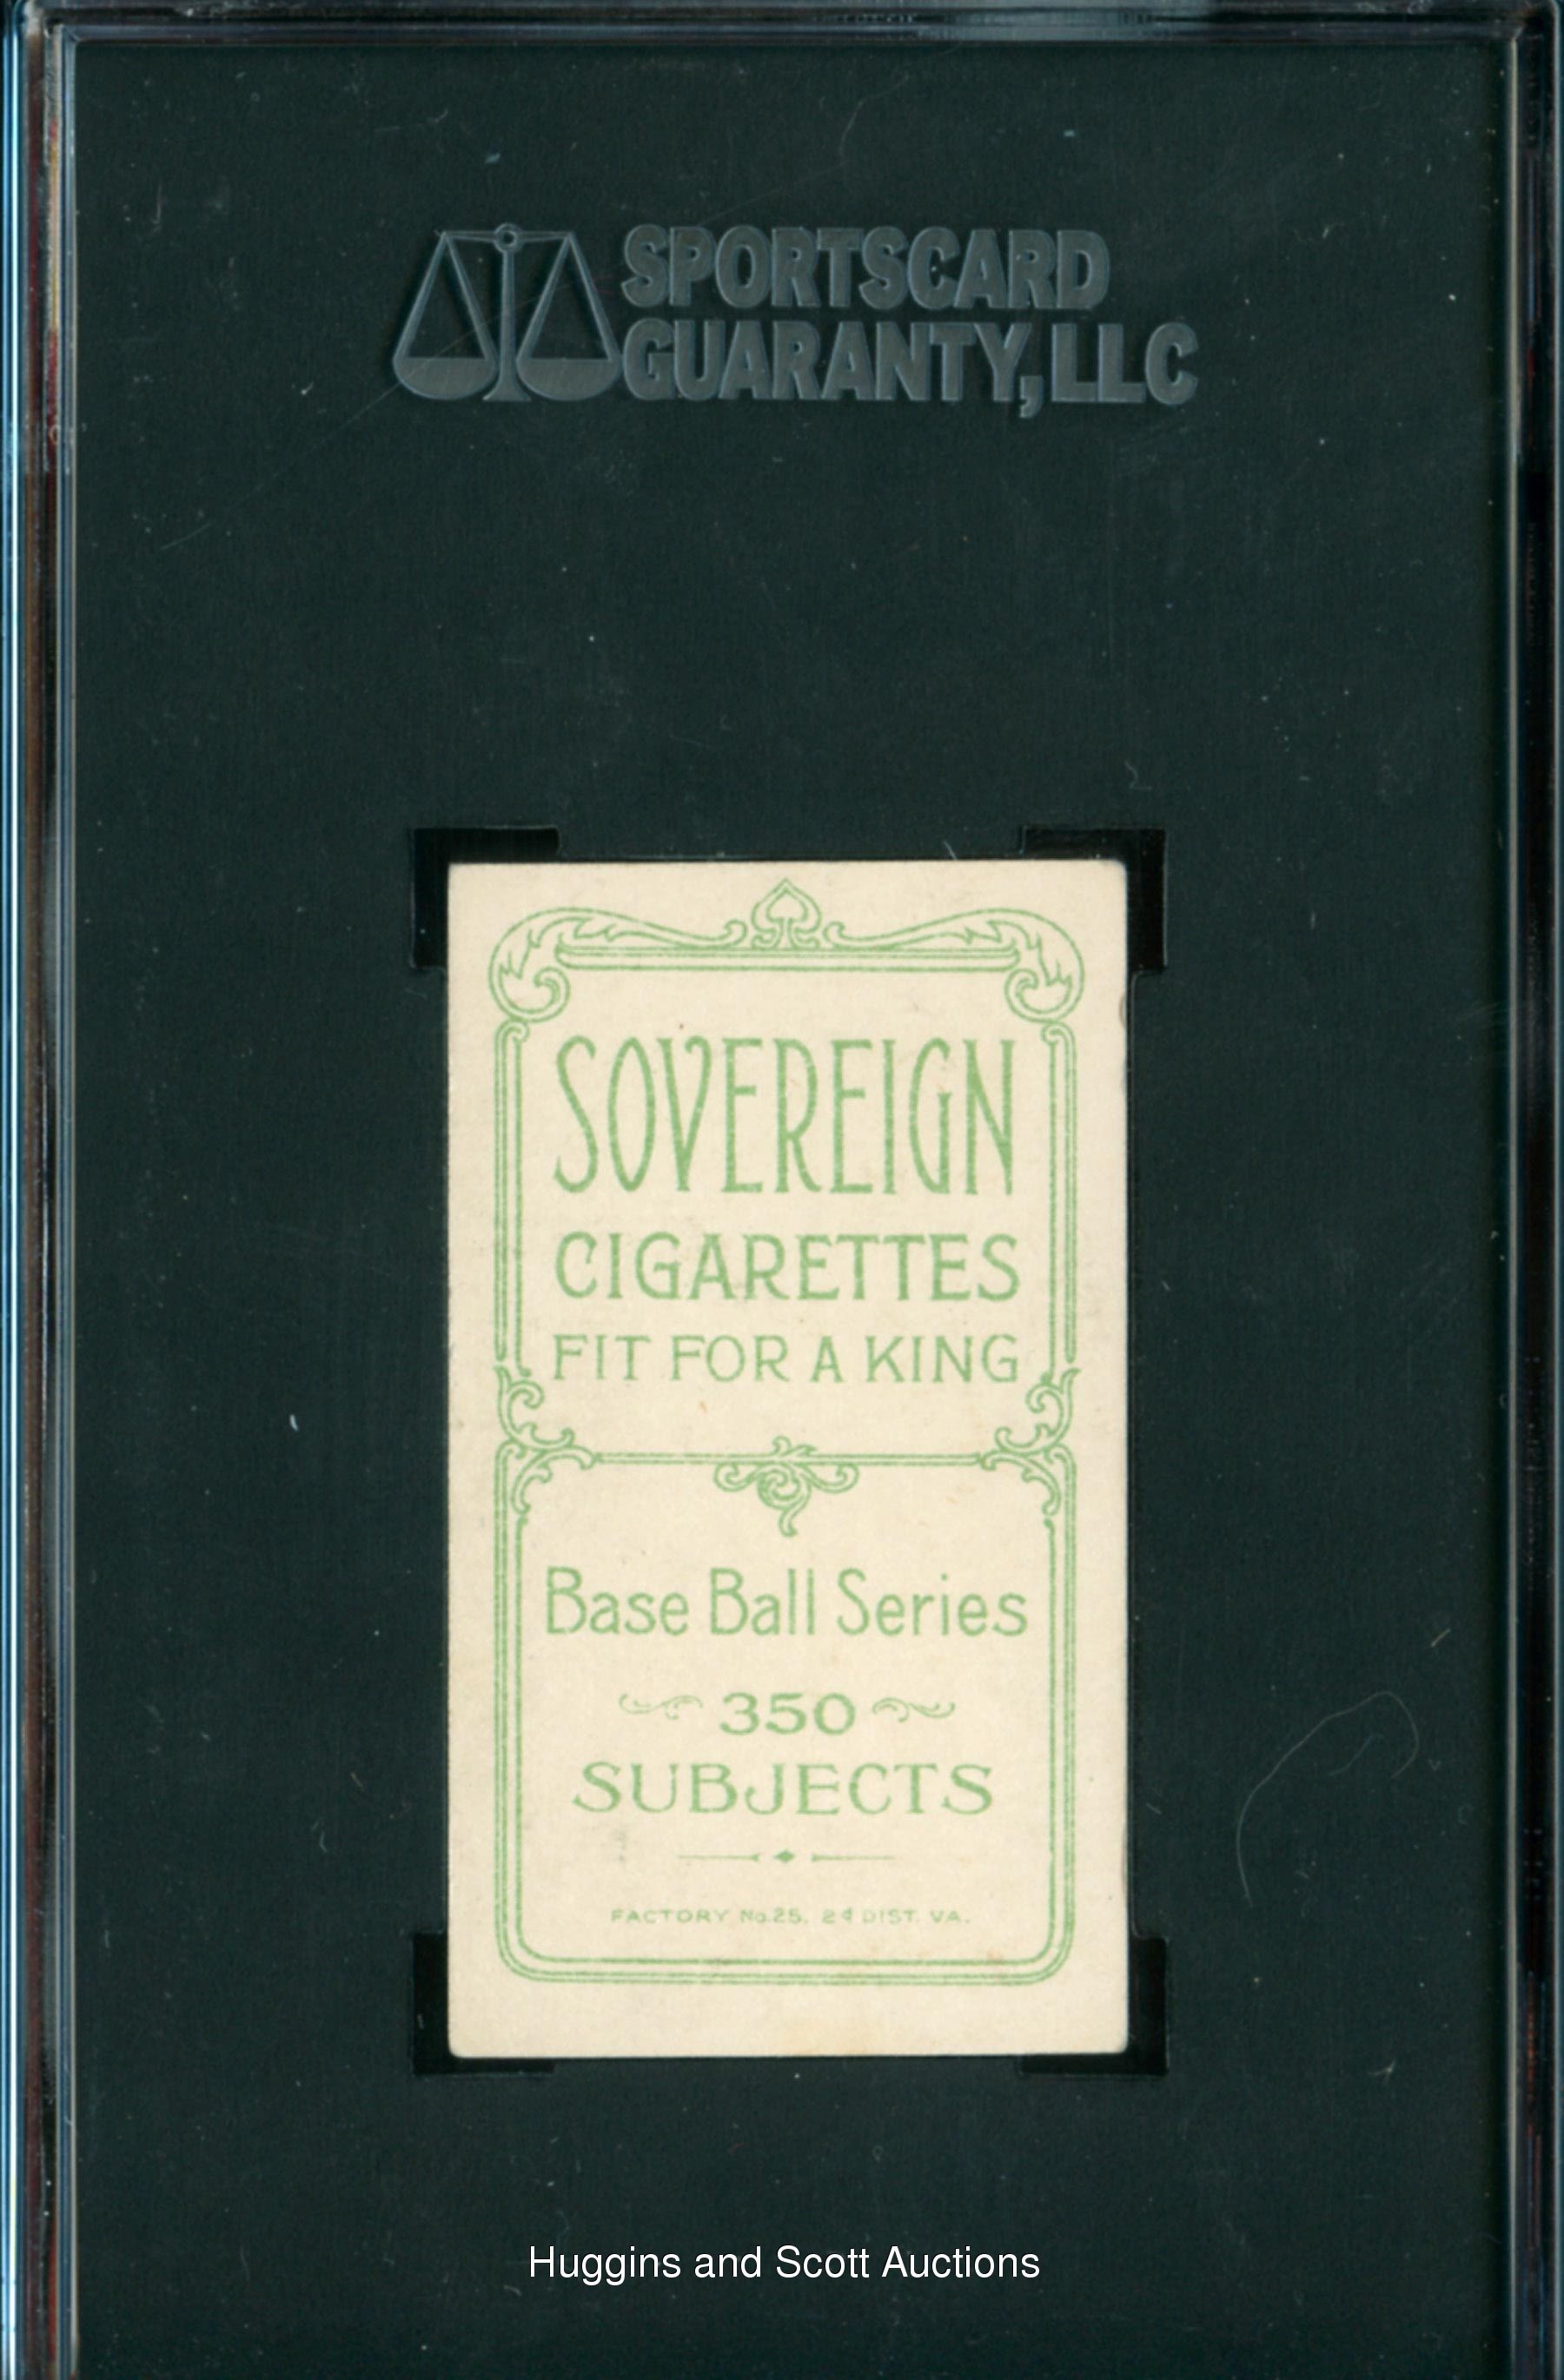 SPORTSCARD
GUARANTY, LLC
SOVEREIGN
CIGARETTES
FIT FOR A KING
Base Ball Series
350
SUBJECTS
FACTORY No. 25. 2d DIST. VA.
Huggins and Scott Auctions